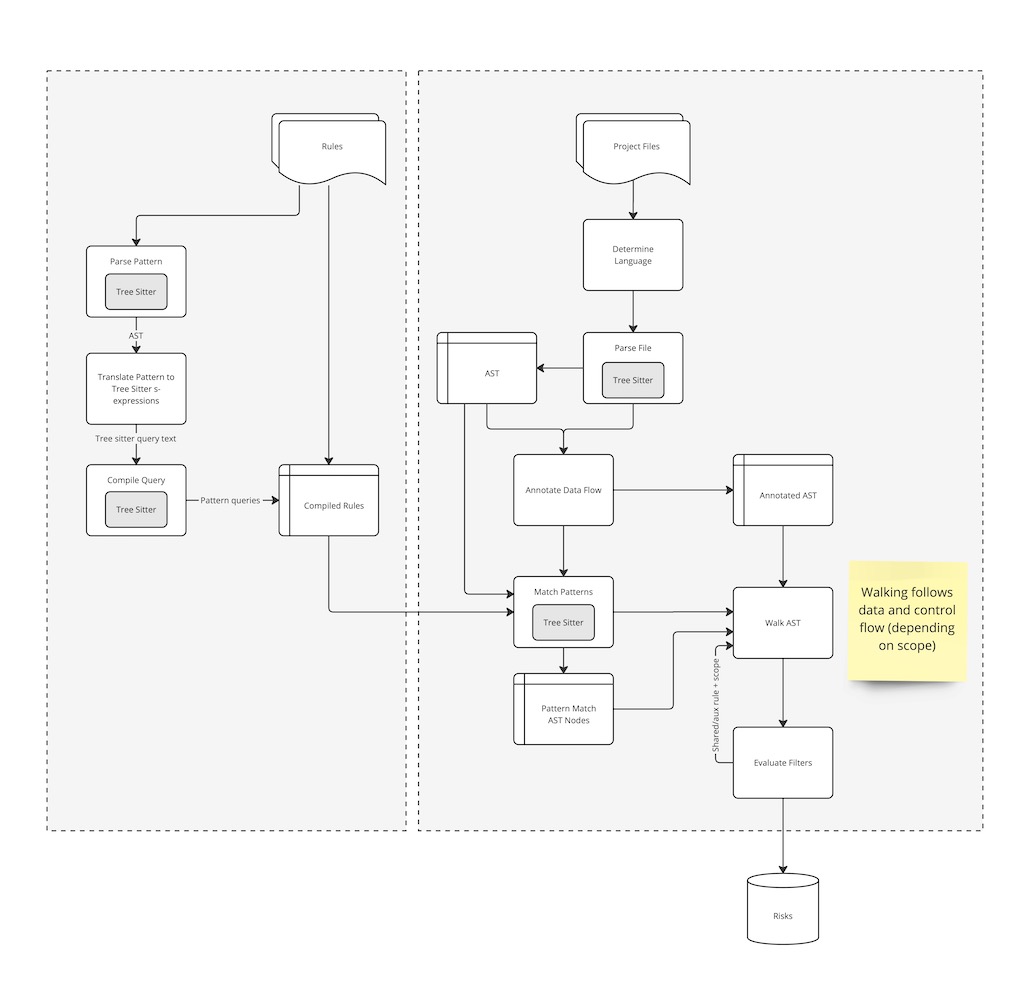 Rules
Parse Pattern
Tree Sitter
AST
Translate Pattern to
Tree Sitter s-
expressions
Tree sitter query text
Compile Query
Tree Sitter
Pattern queries
Compiled Rules
Project Files
Determine
Language
Parse File
Tree Sitter
AST
Annotate Data Flow
Annotated AST
Match Patterns
Tree Sitter
Pattern Match
AST Nodes
Walk AST
Walking follows
data and control
flow (depending
on scope)
Shared/aux rule + scope
Evaluate Filters
Risks